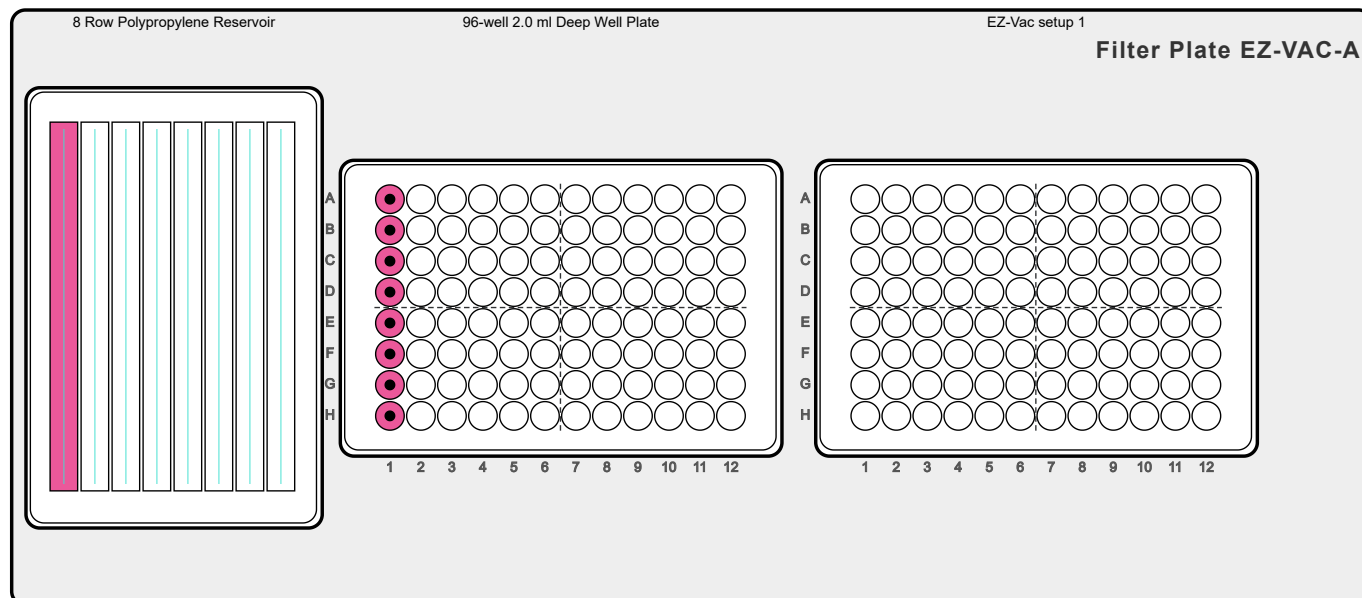 8 Row Polypropylene Reservoir
96-well 2.0 ml Deep Well Plate
EZ-Vac setup 1
Filter Plate EZ-VAC-A
A
B
C
D
E
F
G
H
1 2 3 4 5 6 7 8 9 10 11 12
A
B
C
D
E
F
G
H
1 2 3 4 5 6 7 8 9 10 11 12